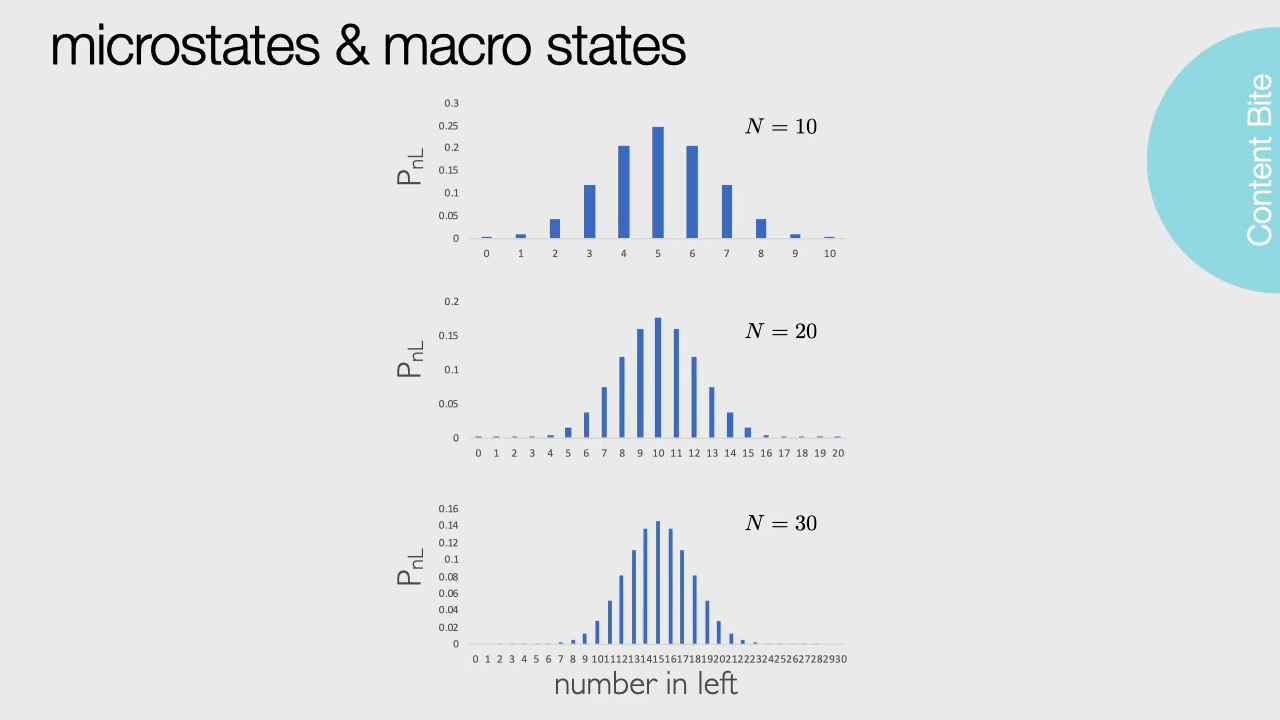 microstates & macro states
Content Bite
0.3
0.25
0.2
0.15
0.1
0.05
0
PnL
N = 10
0 1 2 3 4 5 6 7 8 9 10
0.2
0.15
0.1
0.05
0
PnL
N = 20
0 1 2 3 4 5 6 7 8 9 10 11 12 13 14 15 16 17 18 19 20
0.16
0.14
0.12
0.1
0.08
0.06
0.04
0.02
0
PnL
N = 30
0 1 2 3 4 5 6 7 8 9 10 11 12 13 14 15 16 17 18 19 20 21 22 23 24 25 26 27 28 29 30
number in left